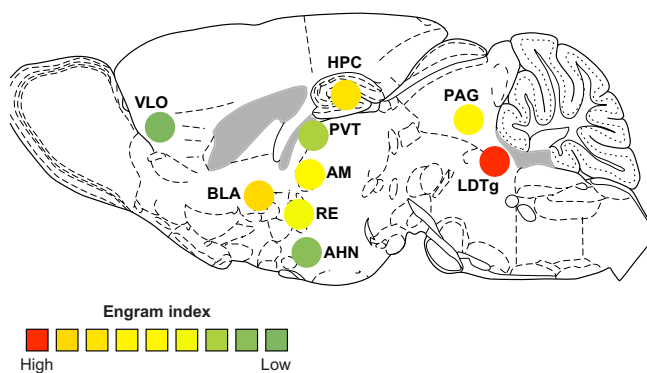 HPC
VLO
PAG
PVT
AM
LDTg
BLA
RE
AHN
Engram index
High
Low